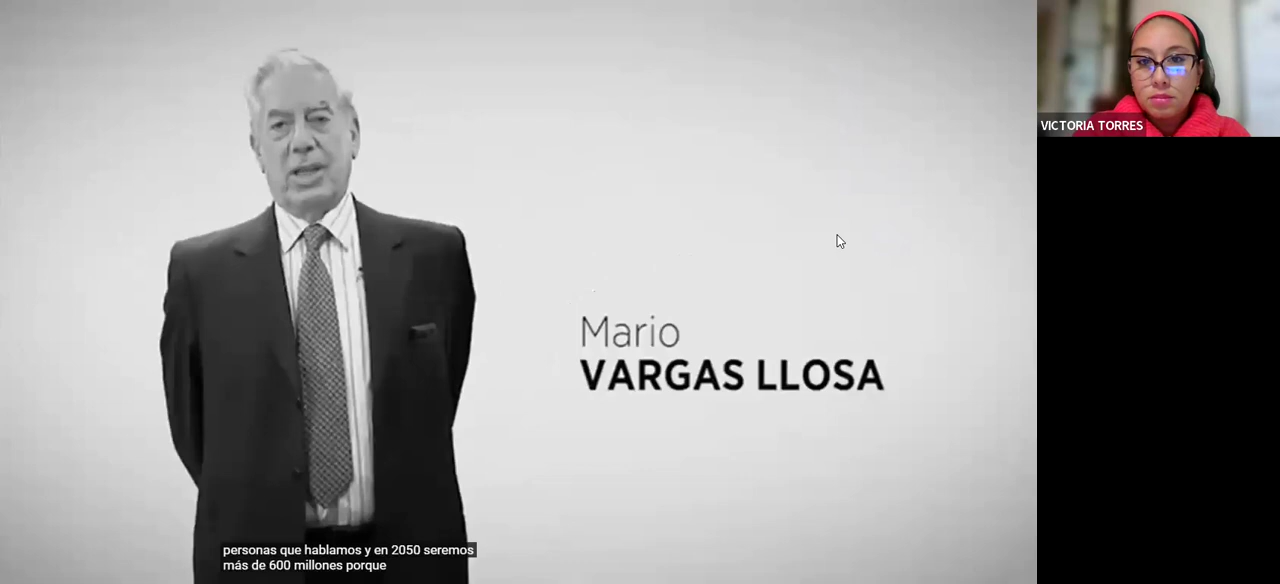 Mario
VARGAS LLOSA
personas que hablamos y en 2050 seremos
más de 600 millones porque
VICTORIA TORRES